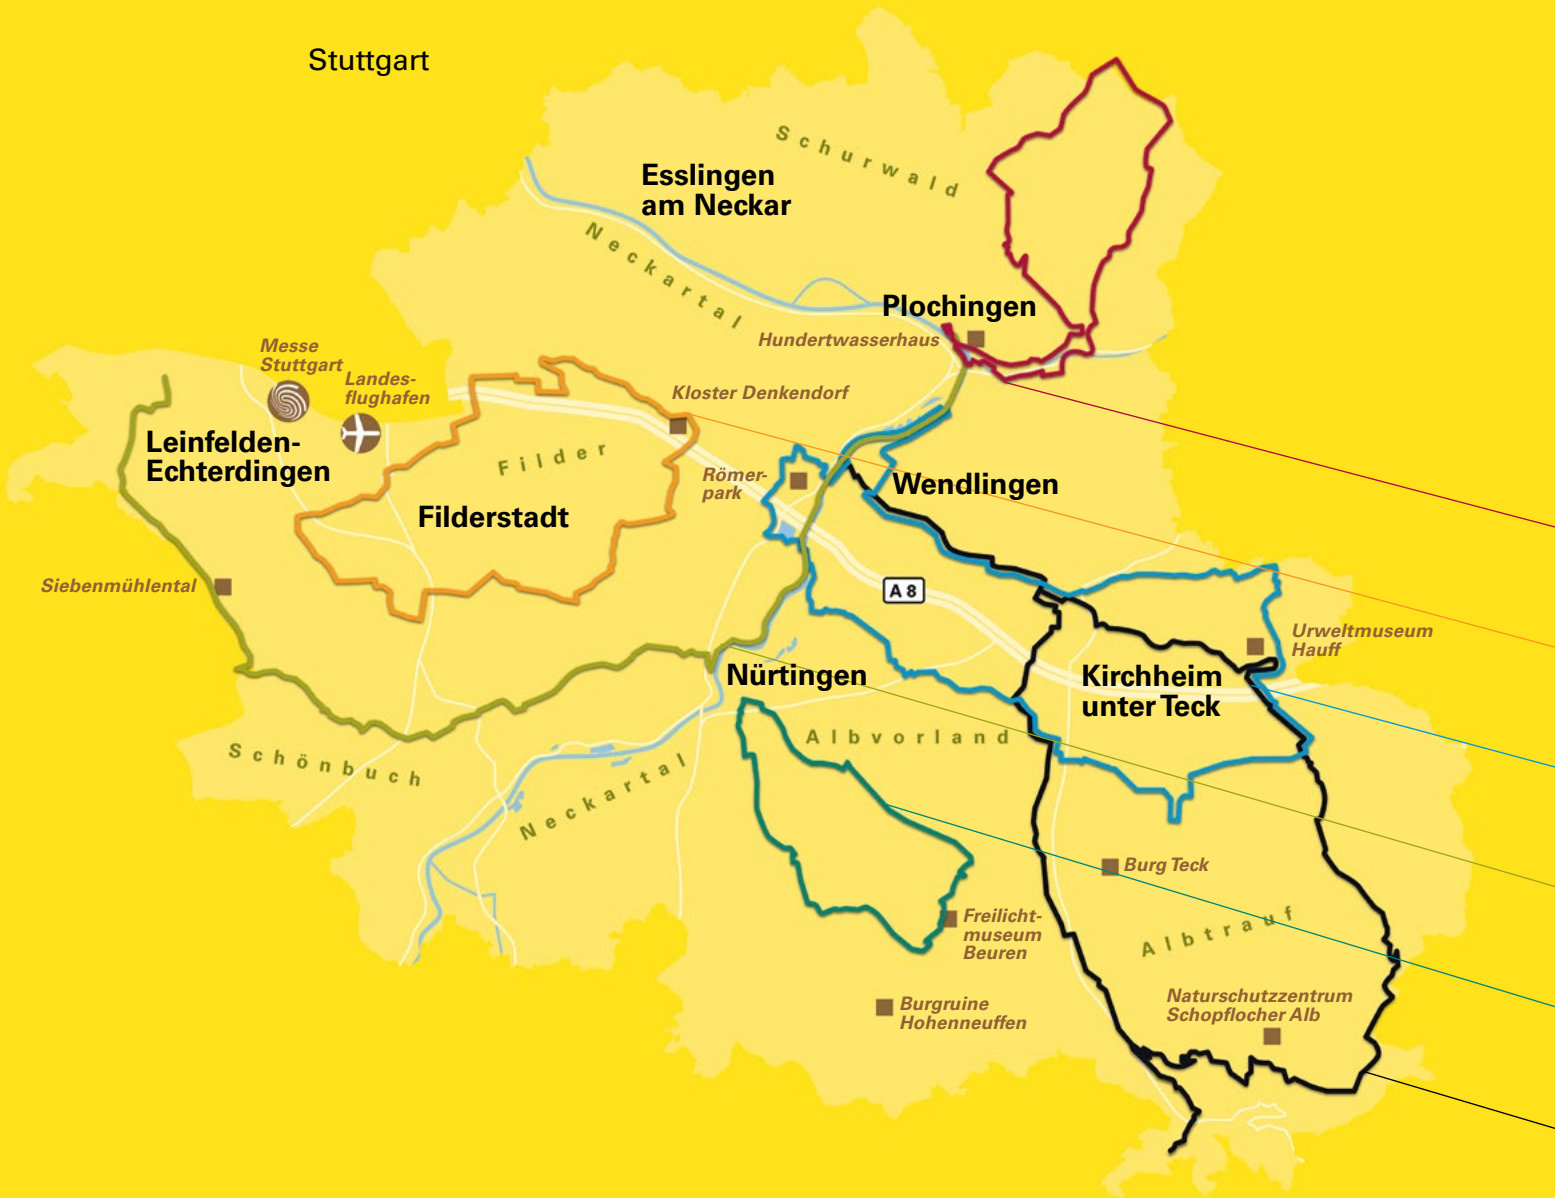 Stuttgart
Schurwald
Esslingen
am Neckar
Neckartal
Plochingen
Hundertwasserhaus
Messe
Stuttgart
Landes-
flughafen
Kloster Denkendorf
Leinfelden-
Echterdingen
Filder
Römer-
park
Wendlingen
Filderstadt
Siebenmühlental
A 8
Urweltmuseum
Hauff
Nürtingen
Kirchheim
unter Teck
Albvorland
Schönbuch
Neckartal
Burg Teck
Freilicht-
museum
Beuren
Albtrauf
Naturschutzzentrum
Schopflocher Alb
Burgruine
Hohenneuffen